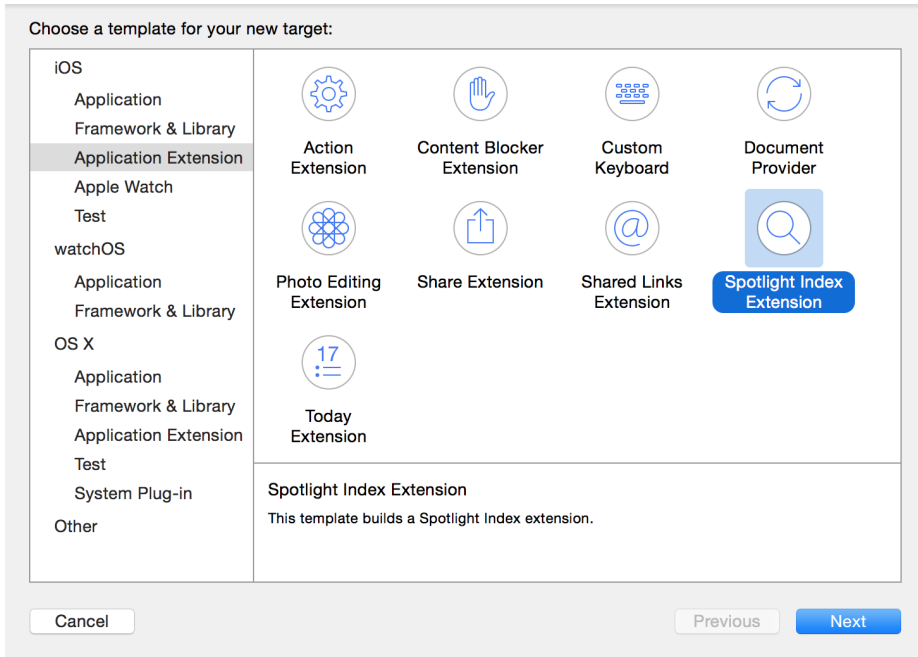 Choose a template for your new target:
iOS
Application
Framework & Library
Application Extension
Apple Watch
Test
watchOS
Application
Framework & Library
OS X
Application
Framework & Library
Application Extension
Test
System Plug-in
Other
Action
Extension
Content Blocker
Extension
Custom
Keyboard
Document
Provider
Photo Editing
Extension
Share Extension
@
Shared Links
Extension
Spotlight Index
Extension
17
Today
Extension
Spotlight Index Extension
This template builds a Spotlight Index extension.
Cancel
Previous
Next